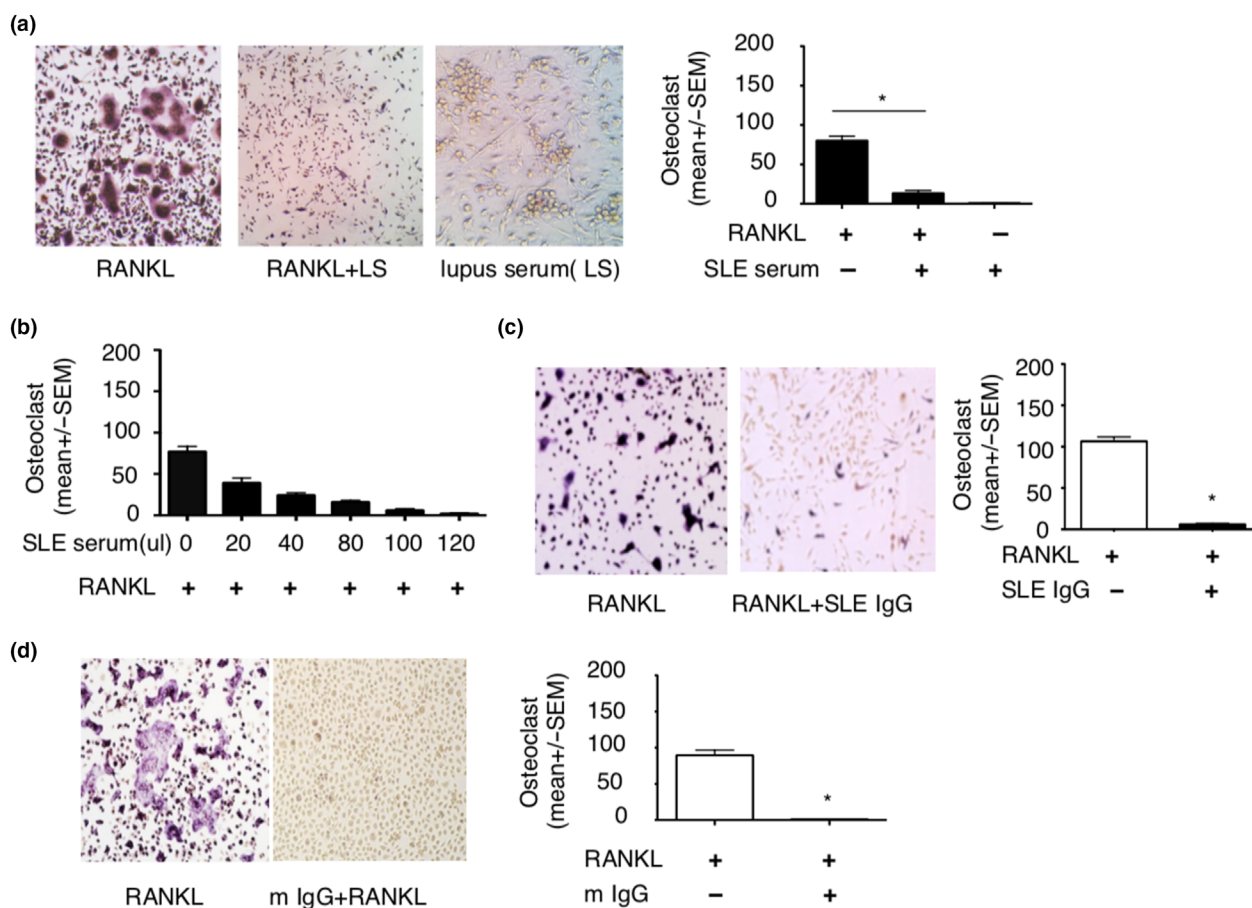 (a)
200
150
100
50
0
Osteoclast
(mean+/−SEM)
*
RANKL + + −
SLE serum − + +
RANKL
RANKL+LS
lupus serum( LS)
(b)
200
150
100
50
0
Osteoclast
(mean+/−SEM)
SLE serum(ul) 0 20 40 80 100 120
RANKL + + + + + +
(c)
RANKL
RANKL+SLE IgG
200
150
100
50
0
Osteoclast
(mean+/−SEM)
*
RANKL + +
SLE IgG − +
(d)
RANKL
m IgG+RANKL
200
150
100
50
0
Osteoclast
(mean+/−SEM)
*
RANKL + +
m IgG − +